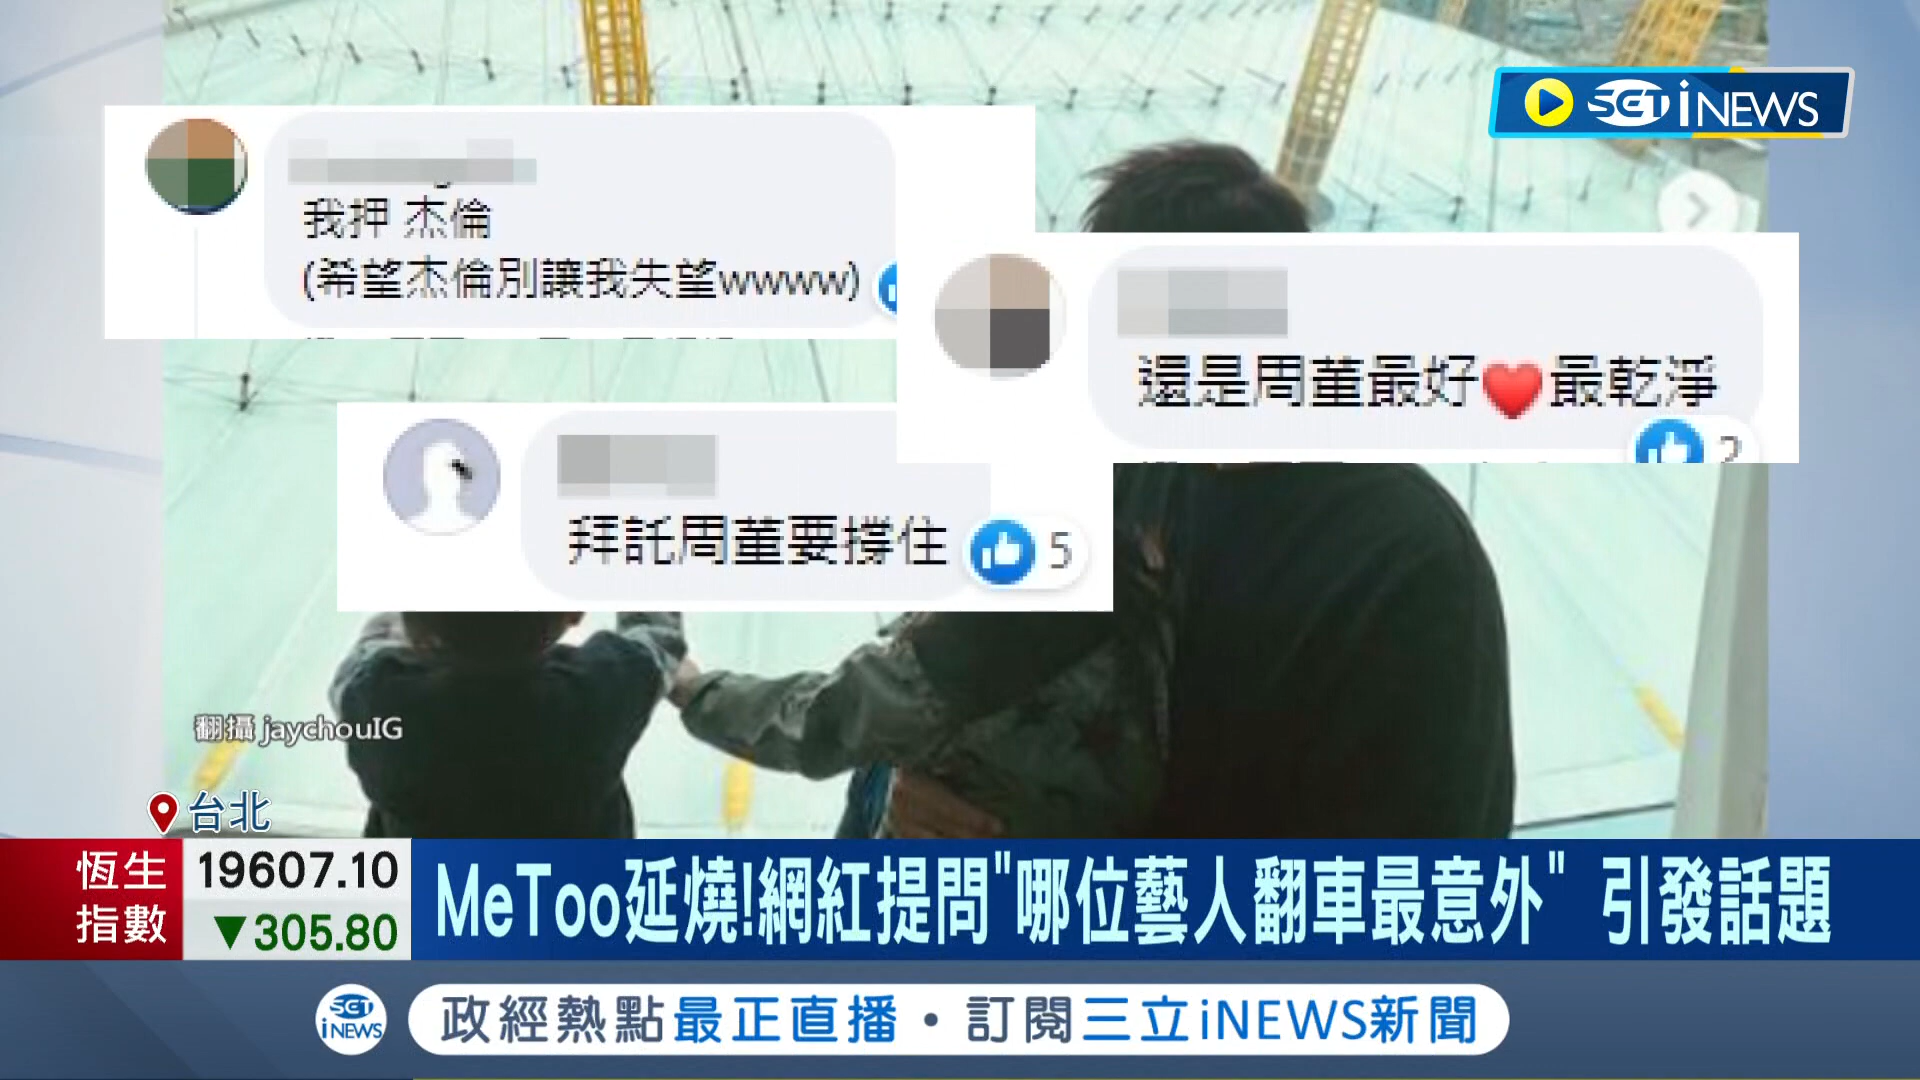 SET iNEWS
我押 杰倫
(希望杰倫別讓我失望wwww)
還是周董最好❤最乾淨
2
拜託周董要撐住
5
翻攝 jaychouIG
台北
恆生指數
19607.10
▼305.80
MeToo延燒!網紅提問"哪位藝人翻車最意外" 引發話題
SET iNEWS
政經熱點最正直播・訂閱三立iNEWS新聞